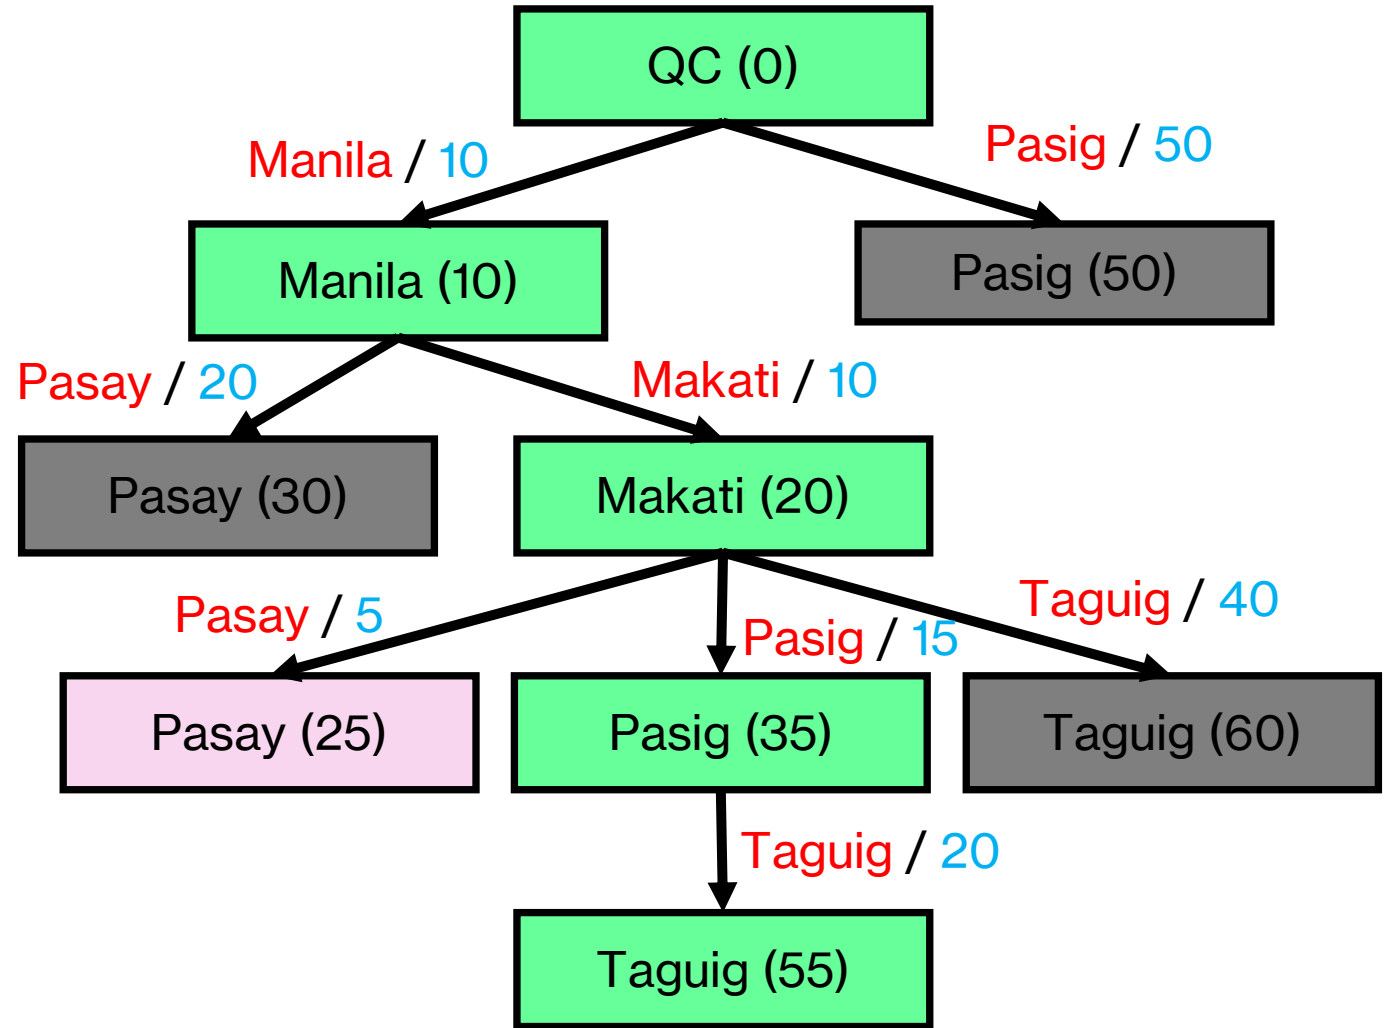 QC (0)
Manila / 10
Pasig / 50
Manila (10)
Pasig (50)
Pasay / 20
Makati / 10
Pasay (30)
Makati (20)
Pasay / 5
Pasig / 15
Taguig / 40
Pasay (25)
Pasig (35)
Taguig (60)
Taguig / 20
Taguig (55)